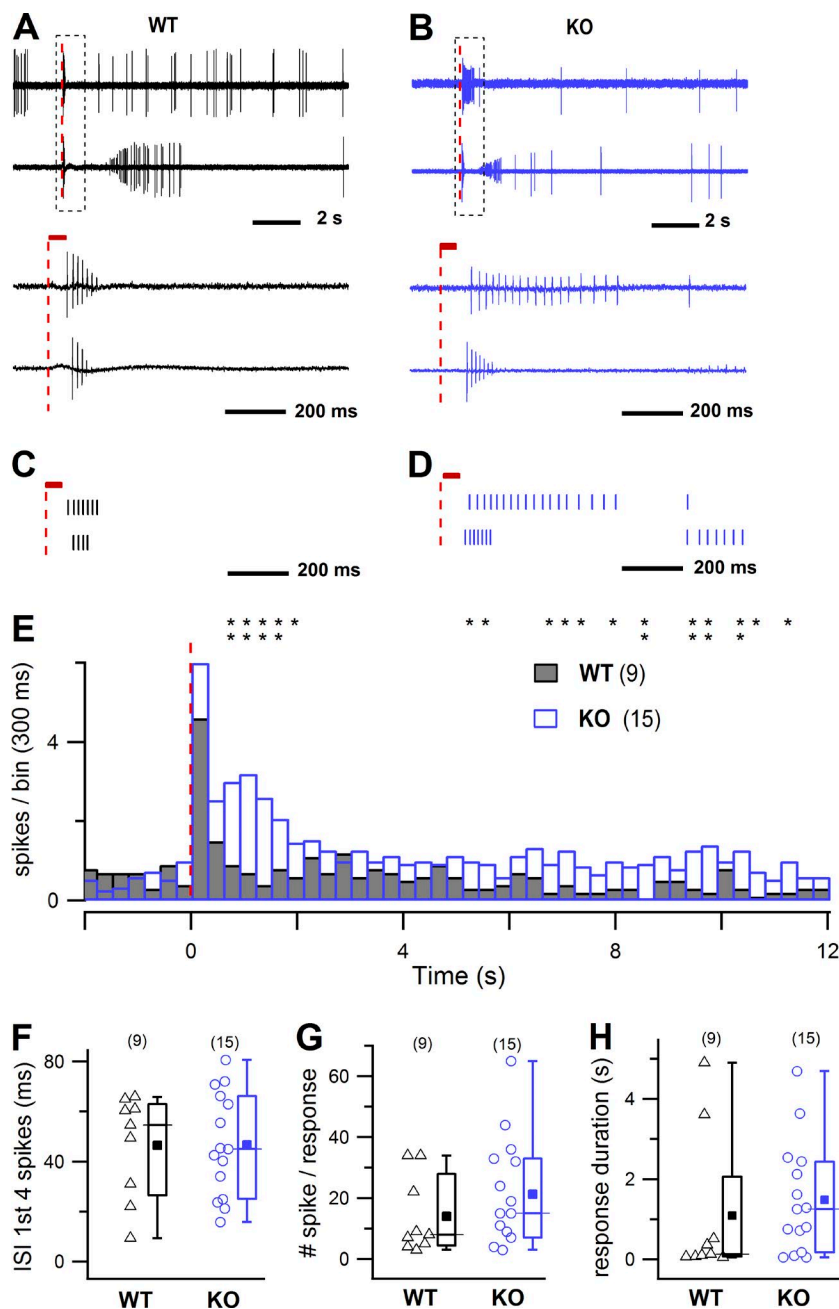 A
WT
B
KO
2 s
2 s
200 ms
200 ms
C
D
200 ms
200 ms
E
* * * * * * * * * * * * * * * * *
* * * * * * * *
WT (9)
KO (15)
spikes / bin (300 ms)
4
0
0
4
8
12
Time (s)
F
(9)
(15)
G
(9)
(15)
H
(9)
(15)
ISI 1st 4 spikes (ms)
80
40
0
# spike / response
60
40
20
0
response duration (s)
4
2
0
WT
KO
WT
KO
WT
KO